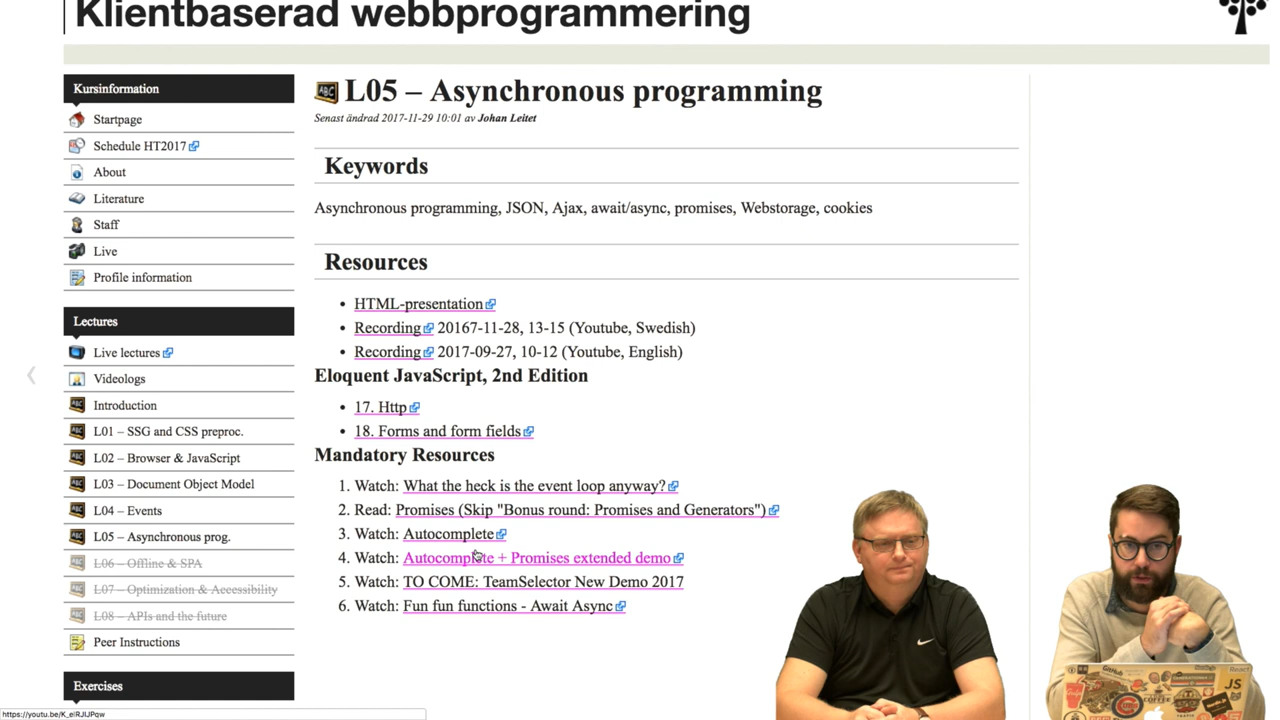 Klientbaserad webbprogrammering
Kursinformation
Startpage
Schedule HT2017
About
Literature
Staff
Live
Profile information
Lectures
Live lectures
Videologs
Introduction
L01 – SSG and CSS preproc.
L02 – Browser & JavaScript
L03 – Document Object Model
L04 – Events
L05 – Asynchronous prog.
L06 – Offline & SPA
L07 – Optimization & Accessibility
L08 – APIs and the future
Peer Instructions
Exercises
ABC L05 – Asynchronous programming
Senast ändrad 2017-11-29 10:01 av Johan Leitet
Keywords
Asynchronous programming, JSON, Ajax, await/async, promises, Webstorage, cookies
Resources
• HTML-presentation
• Recording 20167-11-28, 13-15 (Youtube, Swedish)
• Recording 2017-09-27, 10-12 (Youtube, English)
Eloquent JavaScript, 2nd Edition
• 17. Http
• 18. Forms and form fields
Mandatory Resources
1. Watch: What the heck is the event loop anyway?
2. Read: Promises (Skip "Bonus round: Promises and Generators")
3. Watch: Autocomplete
4. Watch: Autocomplete + Promises extended demo
5. Watch: TO COME: TeamSelector New Demo 2017
6. Watch: Fun fun functions - Await Async
GitHub
React
JS